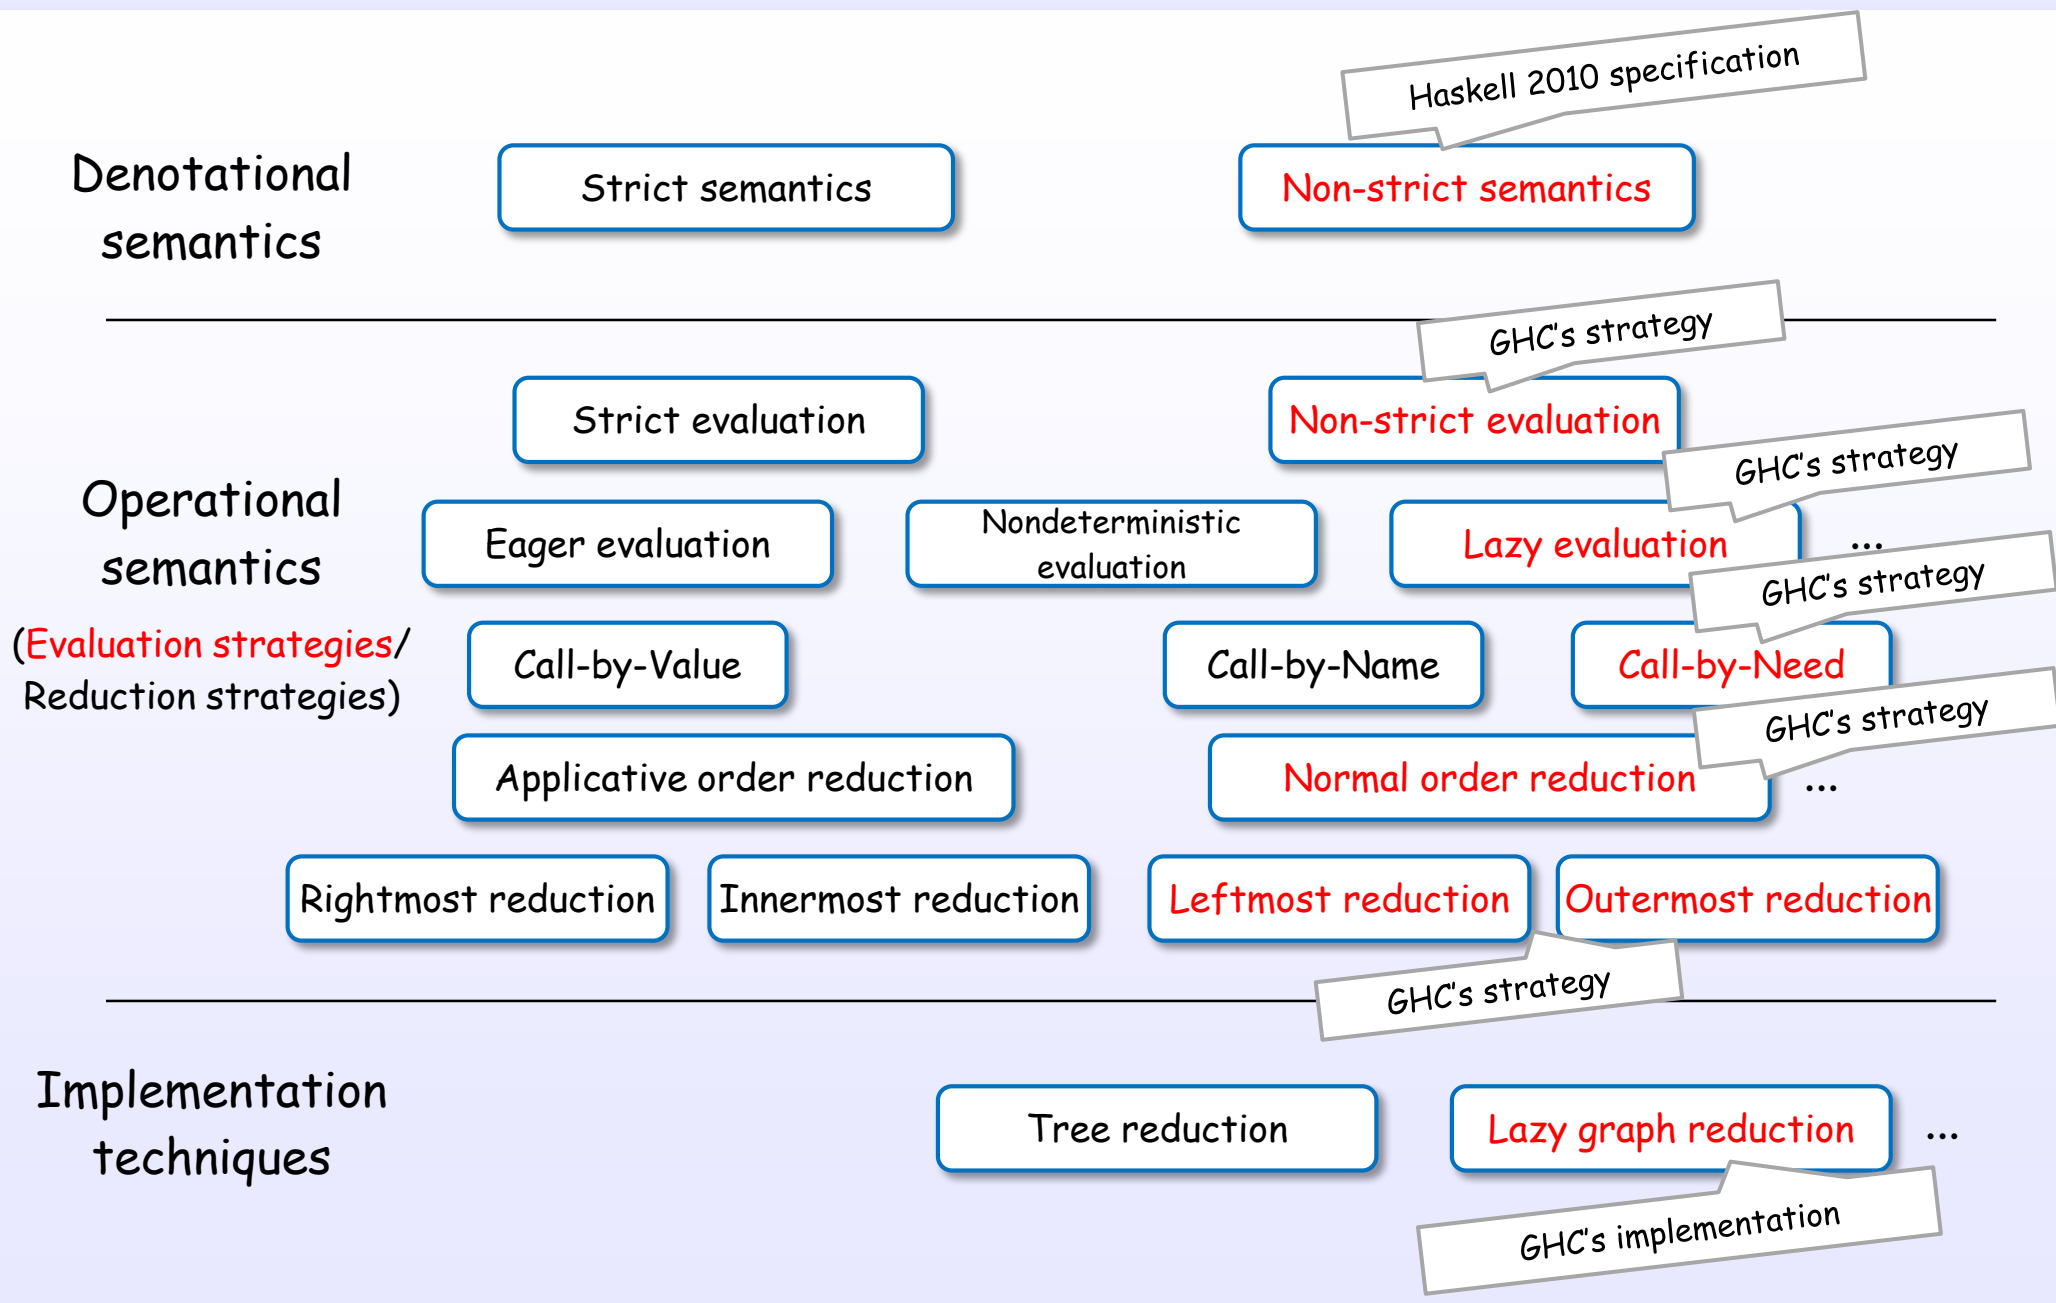 Haskell 2010 specification
Denotational
semantics
Strict semantics
Non-strict semantics
GHC's strategy
Strict evaluation
Non-strict evaluation
GHC's strategy
Operational
semantics
(Evaluation strategies/
Reduction strategies)
Eager evaluation
Nondeterministic
evaluation
Lazy evaluation
...
GHC's strategy
Call-by-Value
Call-by-Name
Call-by-Need
GHC's strategy
Applicative order reduction
Normal order reduction
...
Rightmost reduction
Innermost reduction
Leftmost reduction
Outermost reduction
GHC's strategy
Implementation
techniques
Tree reduction
Lazy graph reduction
...
GHC's implementation